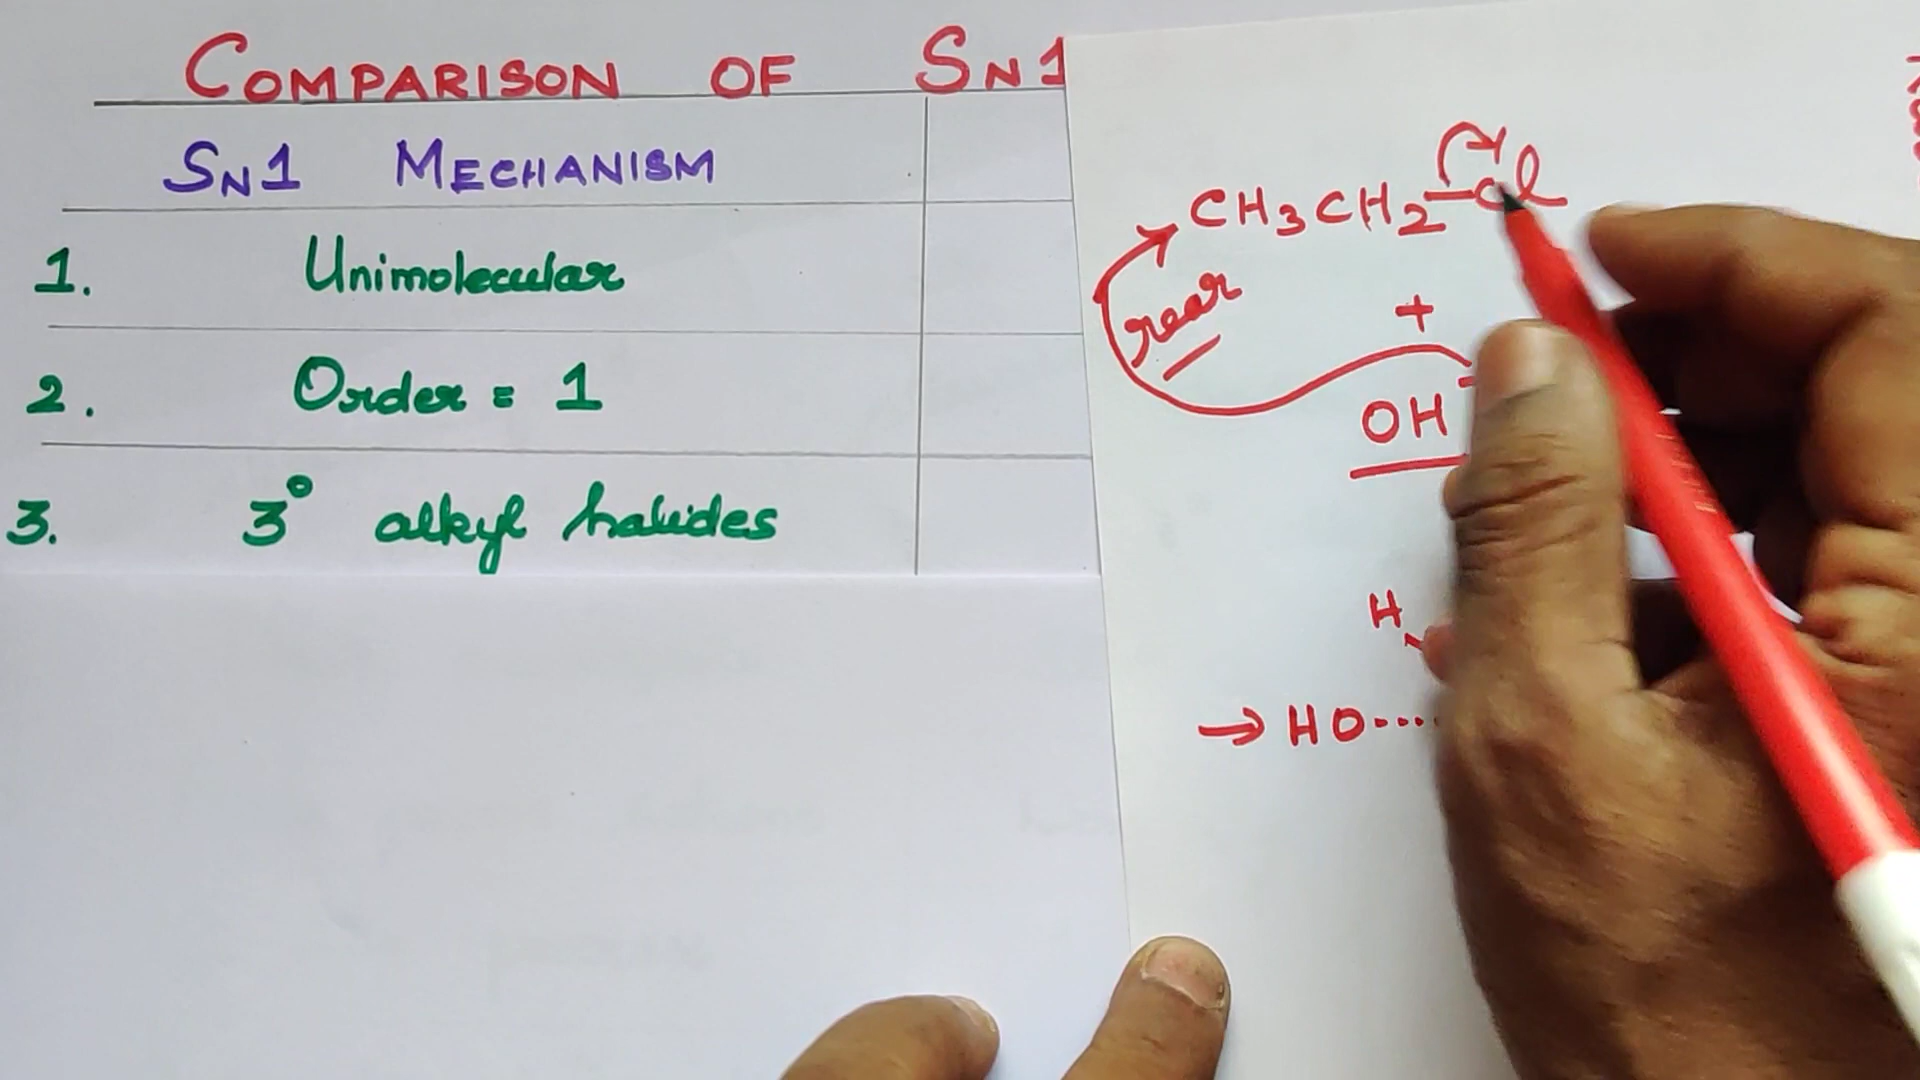 COMPARISON OF SN1
SN1 MECHANISM
1. Unimolecular
2. Order = 1
3. 3° alkyl halides
CH3CH2-Cl
rear
+
OH
H
→ HO....